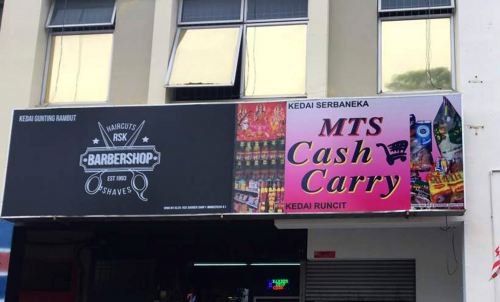 KEDAI GUNTING RAMBUT
HAIRCUTS
RSK
BARBERSHOP
EST 1993
SHAVES
KEDAI SERBANEKA
MTS
Cash
Carry
KEDAI RUNCIT